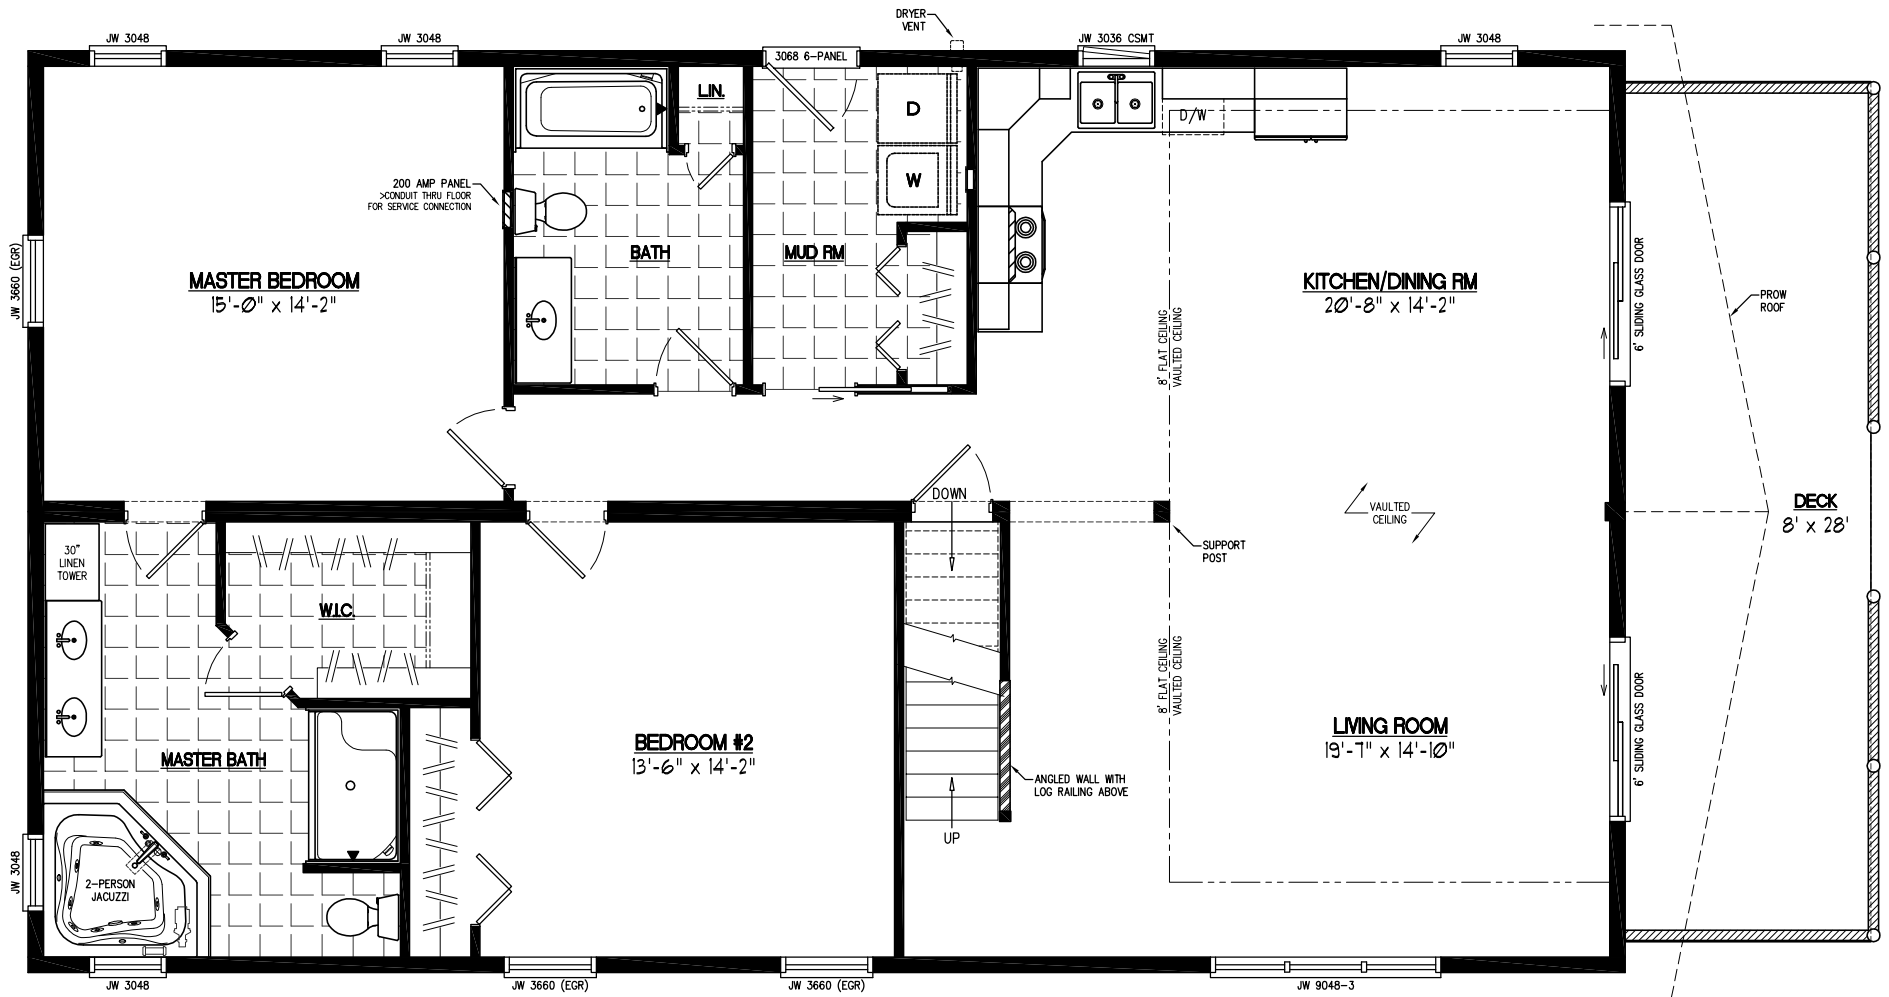 DRYER
VENT
JW 3048
JW 3048
3068 6-PANEL
JW 3036 CSMT
JW 3048
LIN.
D
D/W
W
200 AMP PANEL
>CONDUIT THRU FLOOR
FOR SERVICE CONNECTION
JW 3660 (EGR)
MASTER BEDROOM
15'-0" x 14'-2"
BATH
MUD RM
KITCHEN/DINING RM
20'-8" x 14'-2"
6' SLIDING GLASS DOOR
PROW
ROOF
8' FLAT CEILING
VAULTED CEILING
DOWN
VAULTED
CEILING
DECK
8' x 28'
SUPPORT
POST
30"
LINEN
TOWER
W.I.C.
8' FLAT CEILING
VAULTED CEILING
BEDROOM #2
13'-6" x 14'-2"
LIVING ROOM
19'-7" x 14'-10"
6' SLIDING GLASS DOOR
MASTER BATH
ANGLED WALL WITH
LOG RAILING ABOVE
UP
JW 3048
2-PERSON
JACUZZI
JW 3048
JW 3660 (EGR)
JW 3660 (EGR)
JW 9048-3